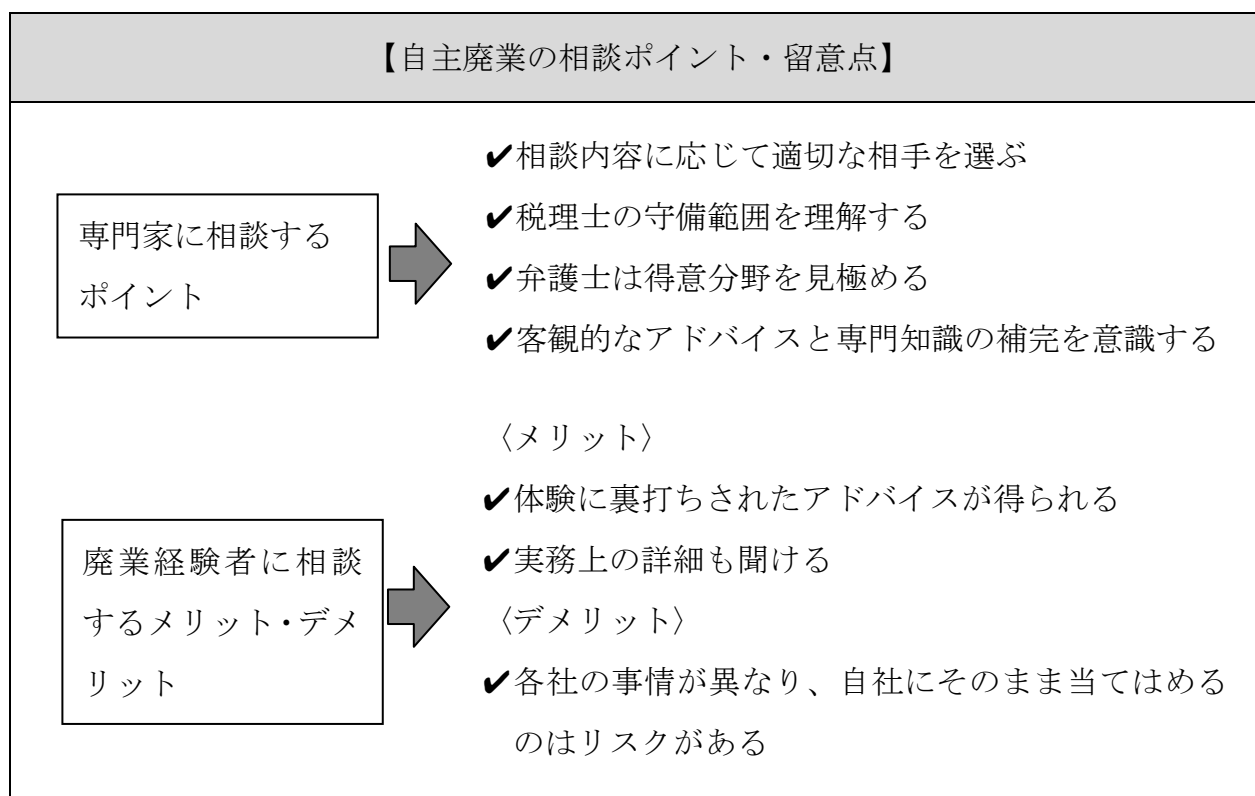 【自主廃業の相談ポイント・留意点】
専門家に相談する
ポイント
✔相談内容に応じて適切な相手を選ぶ
✔税理士の守備範囲を理解する
✔弁護士は得意分野を見極める
✔客観的なアドバイスと専門知識の補完を意識する
廃業経験者に相談
するメリット・デメ
リット
〈メリット〉
✔体験に裏打ちされたアドバイスが得られる
✔実務上の詳細も聞ける
〈デメリット〉
✔各社の事情が異なり、自社にそのまま当てはめる
のはリスクがある